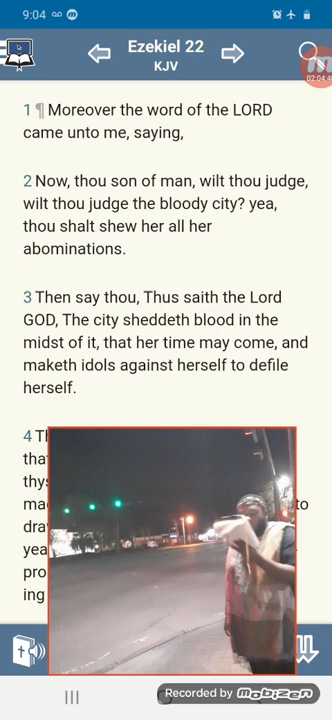 9:04
Ezekiel 22
KJV
02:04:4
1 ¶ Moreover the word of the LORD
came unto me, saying,
2 Now, thou son of man, wilt thou judge,
wilt thou judge the bloody city? yea,
thou shalt shew her all her
abominations.
3 Then say thou, Thus saith the Lord
GOD, The city sheddeth blood in the
midst of it, that her time may come, and
maketh idols against herself to defile
herself.
4 Th
tha
thys
ma to
dra
yea
pro
ing
Recorded by mobizen